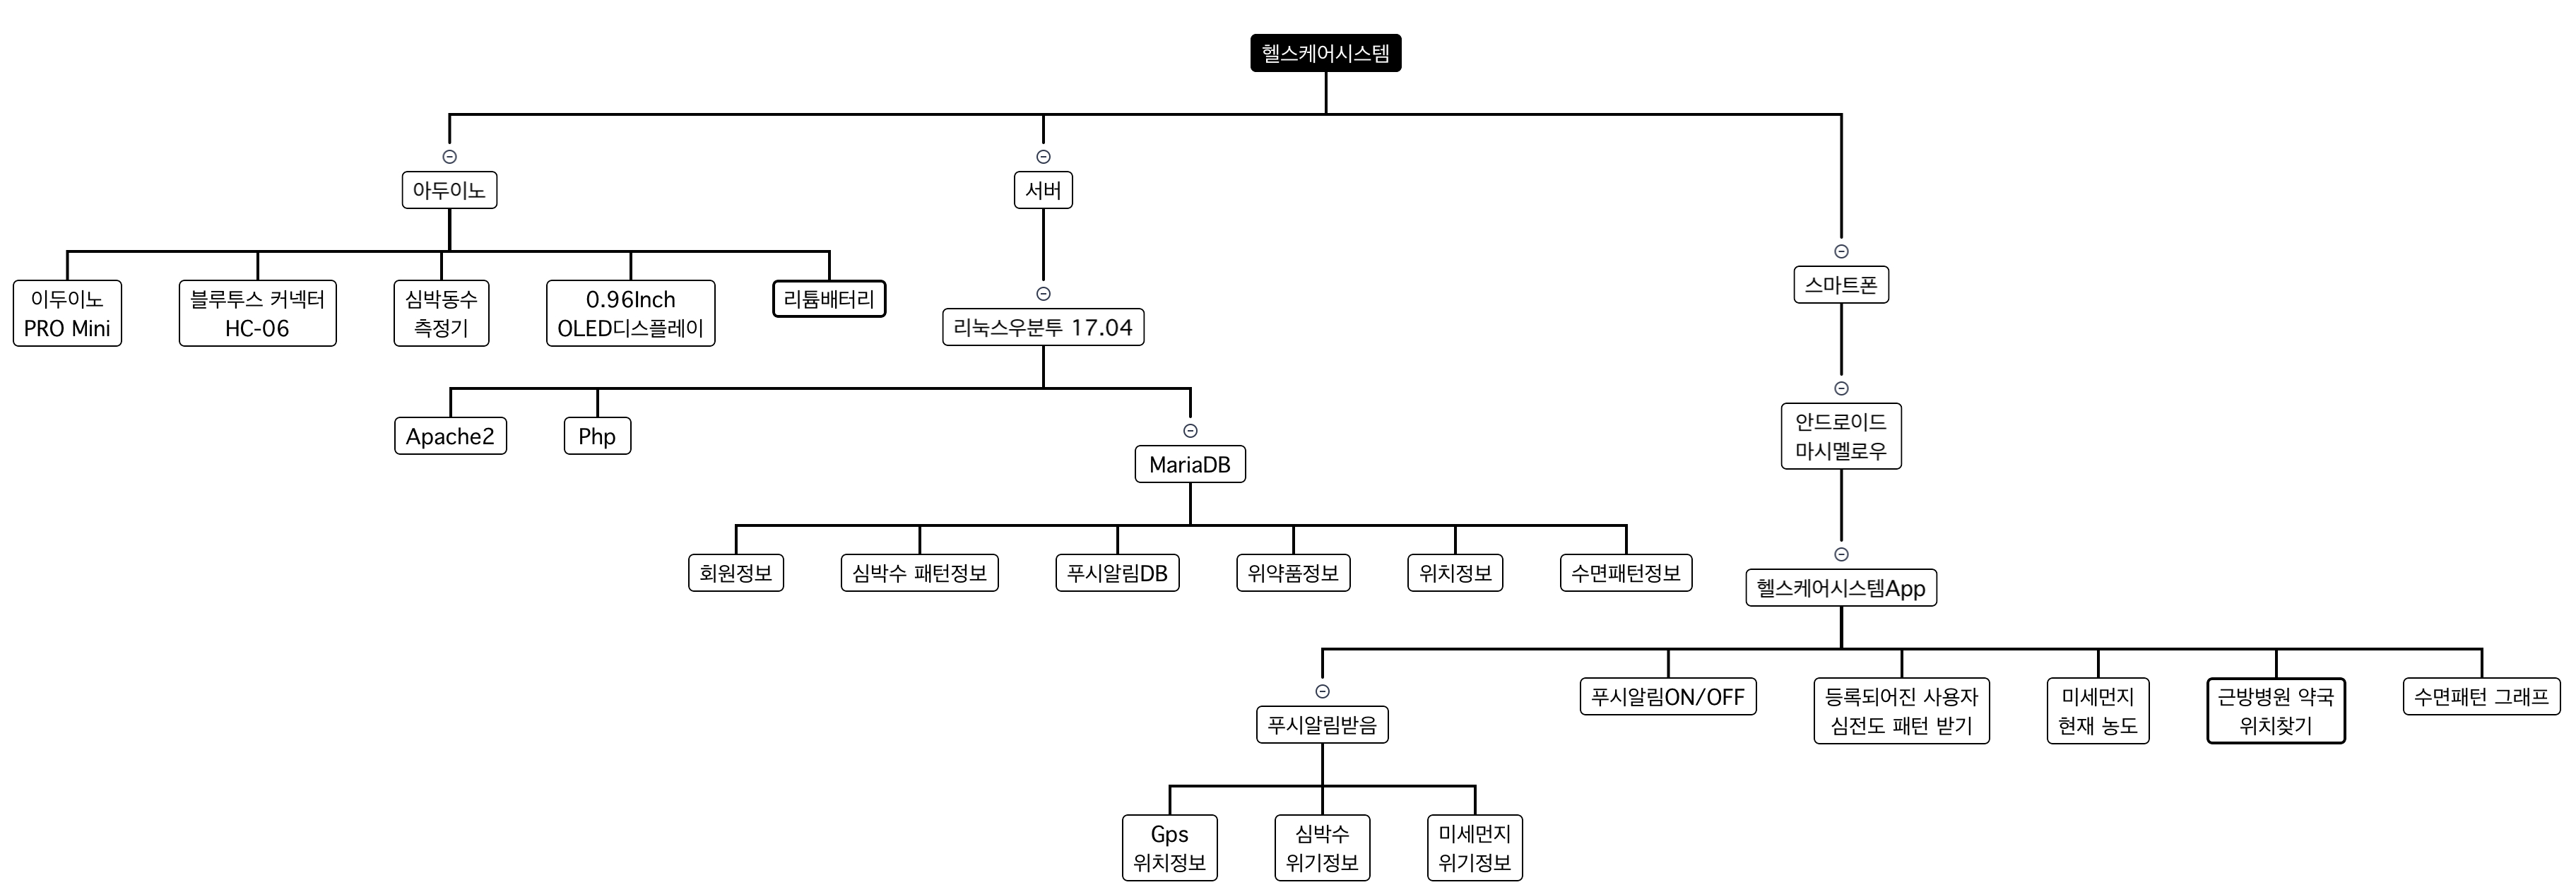 헬스케어시스템
아두이노
서버
스마트폰
이두이노
PRO Mini
블루투스 커넥터
HC-06
심박동수
측정기
0.96Inch
OLED디스플레이
리튬배터리
리눅스우분투 17.04
안드로이드
마시멜로우
Apache2
Php
MariaDB
회원정보
심박수 패턴정보
푸시알림DB
위약품정보
위치정보
수면패턴정보
헬스케어시스템App
푸시알림받음
푸시알림ON/OFF
등록되어진 사용자
심전도 패턴 받기
미세먼지
현재 농도
근방병원 약국
위치찾기
수면패턴 그래프
Gps
위치정보
심박수
위기정보
미세먼지
위기정보